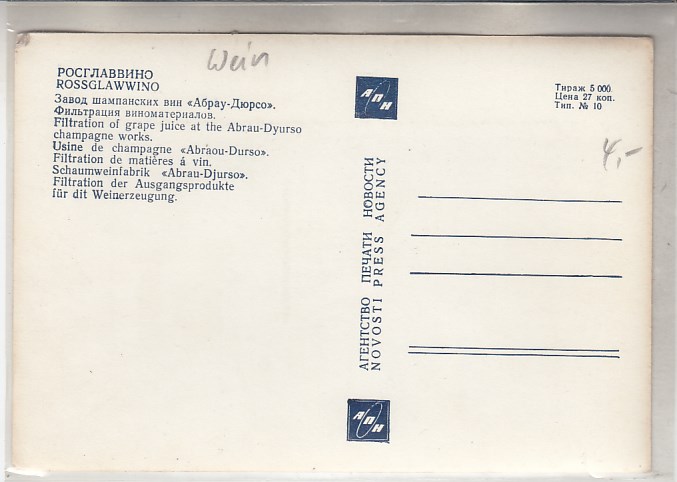 Wein
РОСГЛАВВИНО
ROSSGLAWWINO
Завод шампанских вин «Абрау-Дюрсо».
Фильтрация виноматериалов.
Filtration of grape juice at the Abrau-Dyurso
champagne works.
Usine de champagne «Abraou-Durso».
Filtration de matières á vin.
Schaumweinfabrik «Abrau-Djurso».
Filtration der Ausgangsprodukte
für dit Weinerzeugung.
АПН
АГЕНТСТВО ПЕЧАТИ НОВОСТИ
NOVOSTI PRESS AGENCY
АПН
Тираж 5 000
Цена 27 коп.
Тип. № 10
4,-